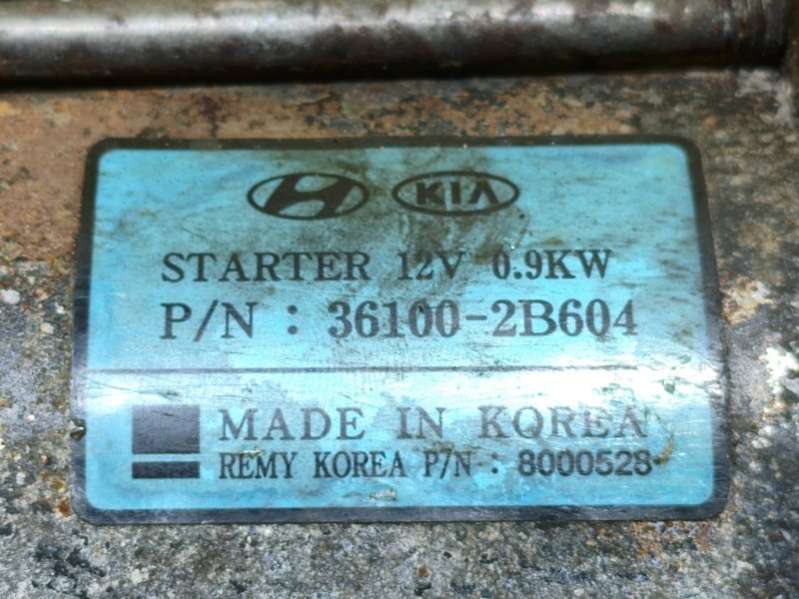 KIA
STARTER 12V 0.9KW
P/N : 36100-2B604
MADE IN KOREA
REMY KOREA P/N : 8000528